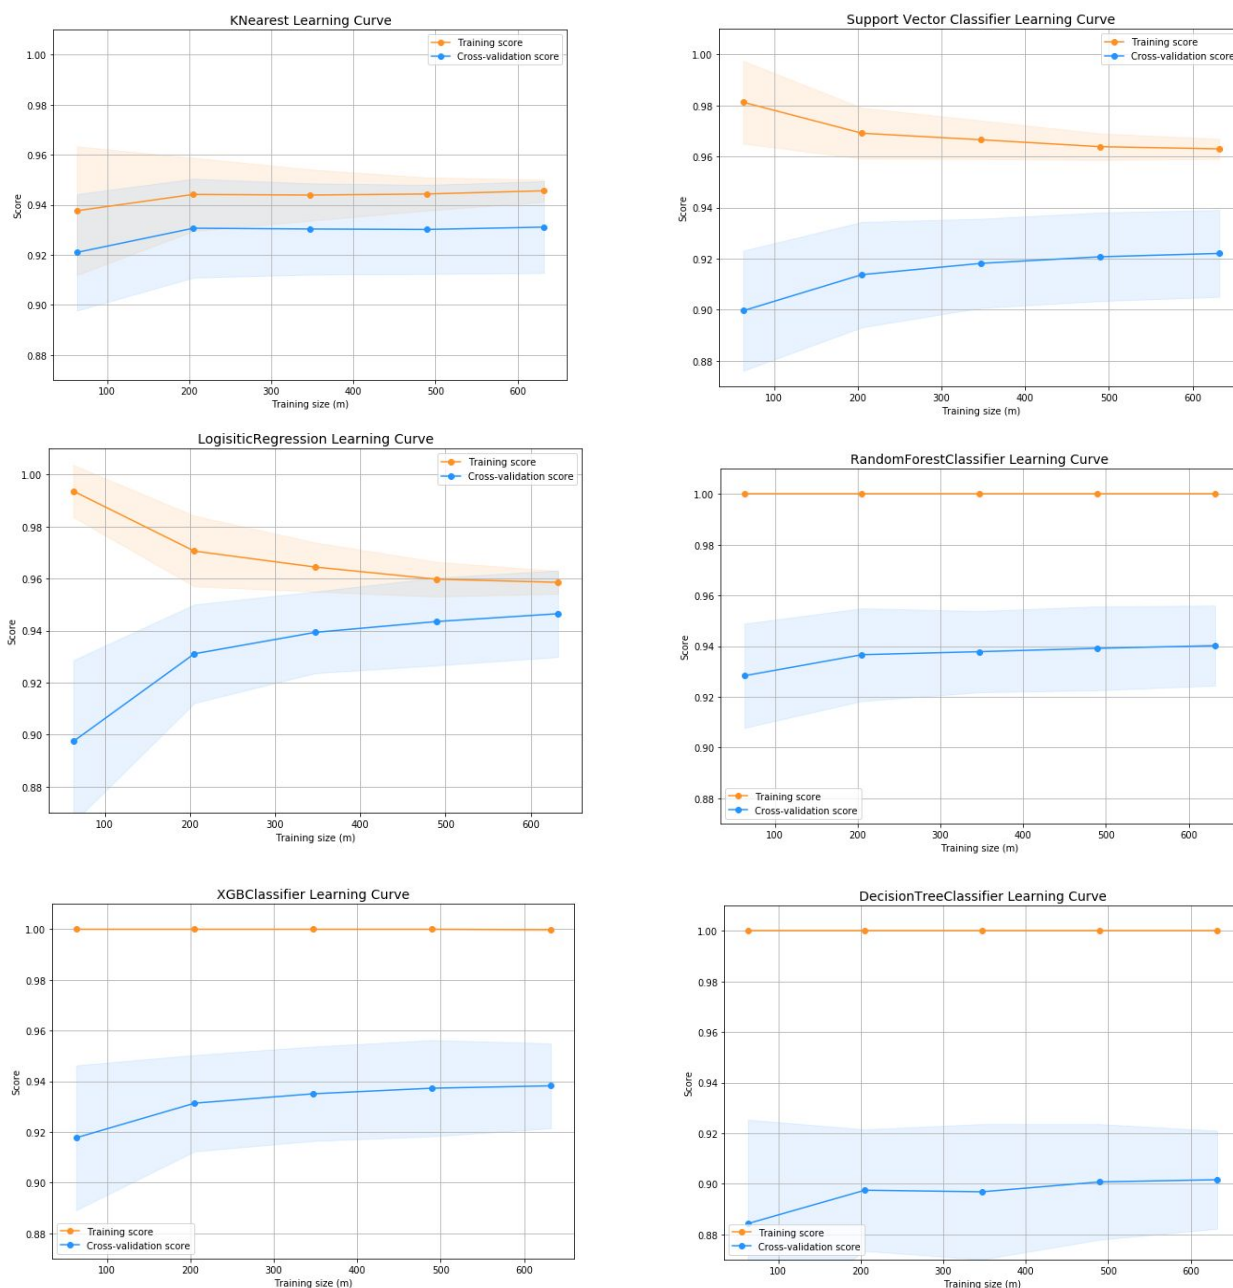 KNearest Learning Curve
Training score
Cross-validation score
1.00
0.98
0.96
0.94
0.92
0.90
0.88
Score
100 200 300 400 500 600
Training size (m)
Support Vector Classifier Learning Curve
Training score
Cross-validation score
1.00
0.98
0.96
0.94
0.92
0.90
0.88
Score
100 200 300 400 500 600
Training size (m)
LogisiticRegression Learning Curve
Training score
Cross-validation score
1.00
0.98
0.96
0.94
0.92
0.90
0.88
Score
100 200 300 400 500 600
Training size (m)
RandomForestClassifier Learning Curve
1.00
0.98
0.96
0.94
0.92
0.90
0.88
Score
Training score
Cross-validation score
100 200 300 400 500 600
Training size (m)
XGBClassifier Learning Curve
1.00
0.98
0.96
0.94
0.92
0.90
0.88
Score
Training score
Cross-validation score
100 200 300 400 500 600
Training size (m)
DecisionTreeClassifier Learning Curve
1.00
0.98
0.96
0.94
0.92
0.90
0.88
Score
Training score
Cross-validation score
100 200 300 400 500 600
Training size (m)